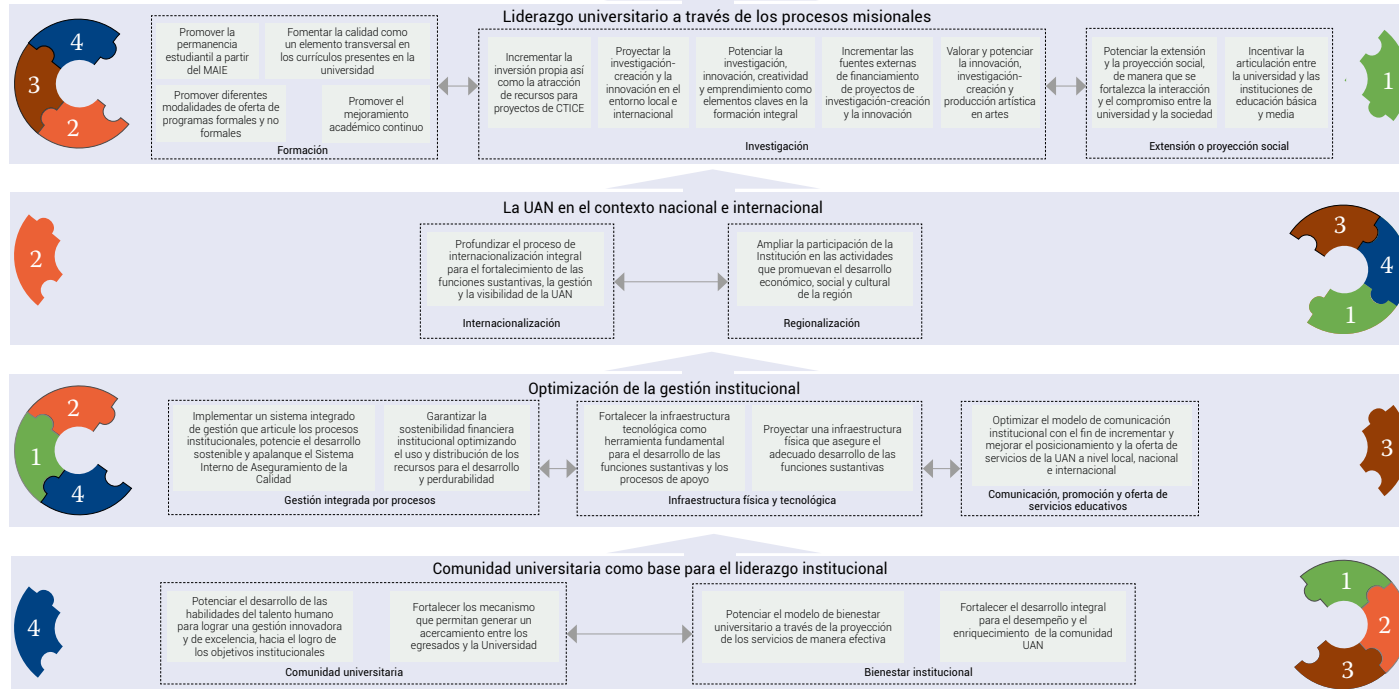 Liderazgo universitario a través de los procesos misionales
4
3
2
Promover la
permanencia
estudiantil a partir
del MAIE
Fomentar la calidad como
un elemento transversal en
los currículos presentes en la
universidad
Promover diferentes
modalidades de oferta de
programas formales y no
formales
Promover el
mejoramiento
académico continuo
Formación
Incrementar la
inversión propia así
como la atracción
de recursos para
proyectos de CTICE
Proyectar la
investigación-
creación y la
innovación en el
entorno local e
internacional
Potenciar la
investigación,
innovación, creatividad
y emprendimiento como
elementos claves en la
formación integral
Incrementar las
fuentes externas de
financiamiento de
proyectos de
investigación-creación
y la innovación
Valorar y potenciar
la innovación,
investigación-
creación y
producción artística
en artes
Investigación
Potenciar la extensión
y la proyección social,
de manera que se
fortalezca la interacción
y el compromiso entre la
universidad y la sociedad
Incentivar la
articulación entre
la universidad y las
instituciones de
educación básica
y media
Extensión o proyección social
1
La UAN en el contexto nacional e internacional
2
Profundizar el proceso de
internacionalización integral
para el fortalecimiento de las
funciones sustantivas, la gestión
y la visibilidad de la UAN
Internacionalización
Ampliar la participación de la
Institución en las actividades
que promuevan el desarrollo
económico, social y cultural
de la región
Regionalización
3
4
1
Optimización de la gestión institucional
2
1
4
Implementar un sistema integrado
de gestión que articule los procesos
institucionales, potencie el desarrollo
sostenible y apalanque el Sistema
Interno de Aseguramiento de la
Calidad
Garantizar la
sostenibilidad financiera
institucional optimizando
el uso y distribución de los
recursos para el desarrollo
y perdurabilidad
Gestión integrada por procesos
Fortalecer la infraestructura
tecnológica como
herramienta fundamental
para el desarrollo de las
funciones sustantivas y los
procesos de apoyo
Proyectar una infraestructura
física que asegure el
adecuado desarrollo de las
funciones sustantivas
Infraestructura física y tecnológica
Optimizar el modelo de comunicación
institucional con el fin de incrementar y
mejorar el posicionamiento y la oferta de
servicios de la UAN a nivel local, nacional
e internacional
Comunicación, promoción y oferta de
servicios educativos
3
Comunidad universitaria como base para el liderazgo institucional
4
Potenciar el desarrollo de las
habilidades del talento humano
para lograr una gestión innovadora
y de excelencia, hacia el logro de
los objetivos institucionales
Fortalecer los mecanismo
que permitan generar un
acercamiento entre los
egresados y la Universidad
Comunidad universitaria
Potenciar el modelo de bienestar
universitario a través de la proyección
de los servicios de manera efectiva
Fortalecer el desarrollo integral
para el desempeño y el
enriquecimiento de la comunidad
UAN
Bienestar institucional
1
2
3